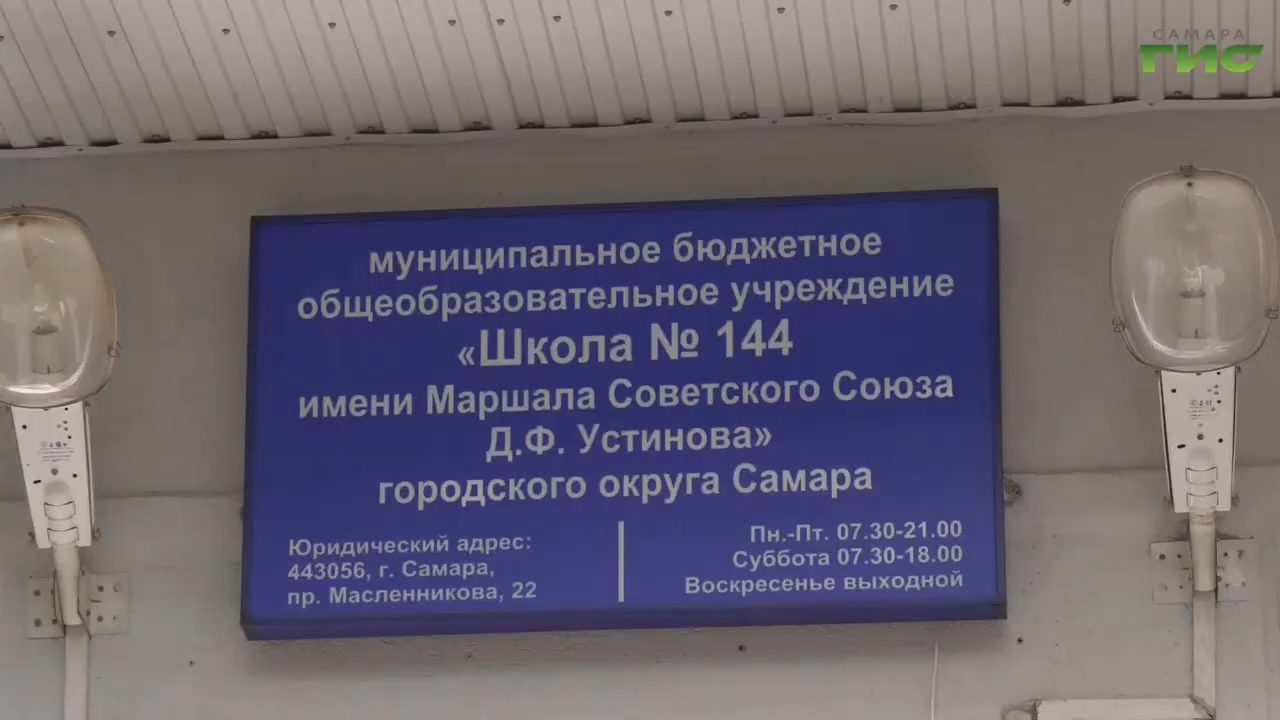 САМАРА
ГИС
муниципальное бюджетное
общеобразовательное учреждение
«Школа № 144
имени Маршала Советского Союза
Д.Ф. Устинова»
городского округа Самара
Юридический адрес:
443056, г. Самара,
пр. Масленникова, 22
Пн.-Пт. 07.30-21.00
Суббота 07.30-18.00
Воскресенье выходной